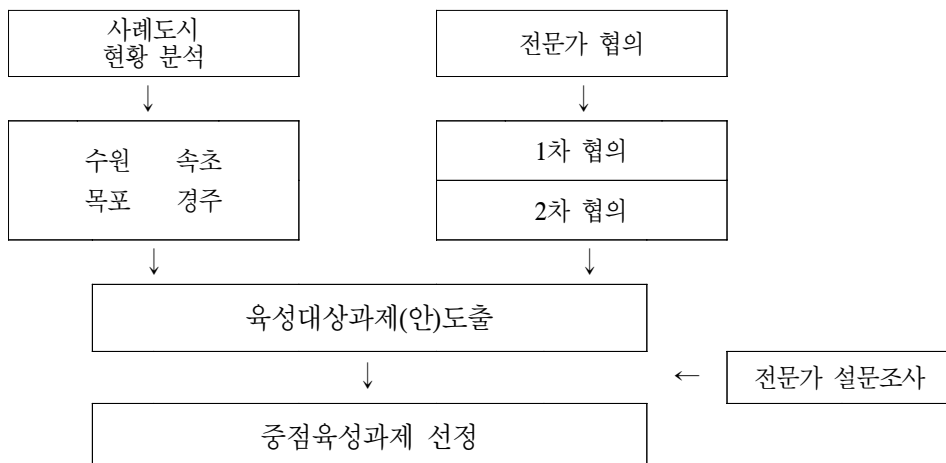 사례도시
현황 분석
전문가 협의
↓
↓
수원 속초
목포 경주
1차 협의
2차 협의
↓
↓
육성대상과제(안)도출
↓
←
전문가 설문조사
중점육성과제 선정